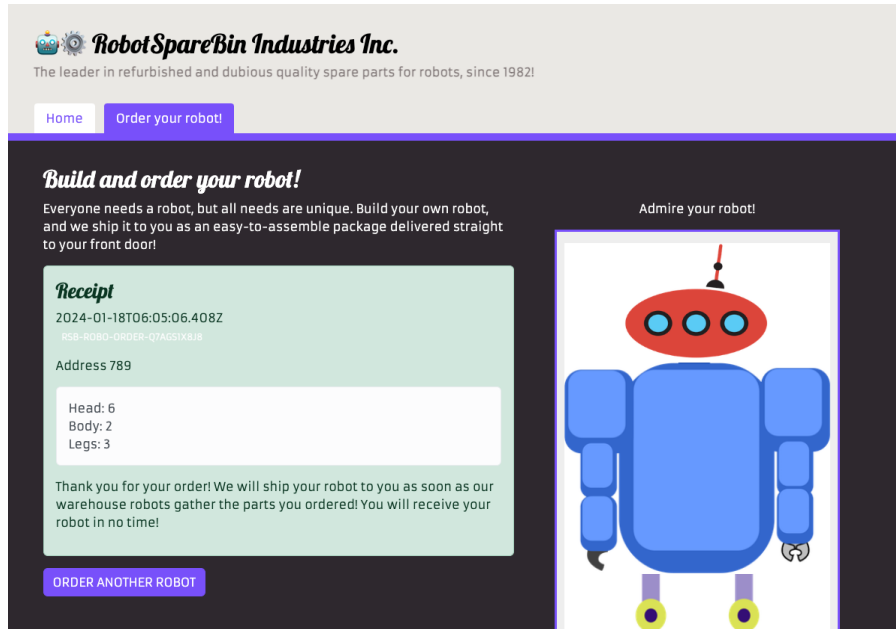 RobotSpareBin Industries Inc.
The leader in refurbished and dubious quality spare parts for robots, since 1982!
Home
Order your robot!
Build and order your robot!
Everyone needs a robot, but all needs are unique. Build your own robot,
and we ship it to you as an easy-to-assemble package delivered straight
to your front door!
Receipt
2024-01-18T06:05:06.408Z
Address 789
Head: 6
Body: 2
Legs: 3
Thank you for your order! We will ship your robot to you as soon as our
warehouse robots gather the parts you ordered! You will receive your
robot in no time!
ORDER ANOTHER ROBOT
Admire your robot!